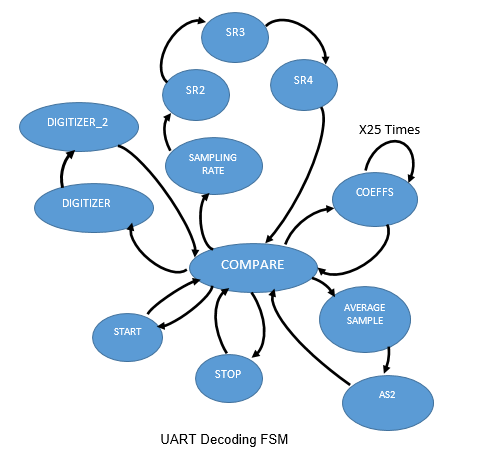 SR3
SR2
SR4
DIGITIZER_2
X25 Times
SAMPLING
RATE
COEFFS
DIGITIZER
COMPARE
AVERAGE
SAMPLE
START
STOP
AS2
UART Decoding FSM